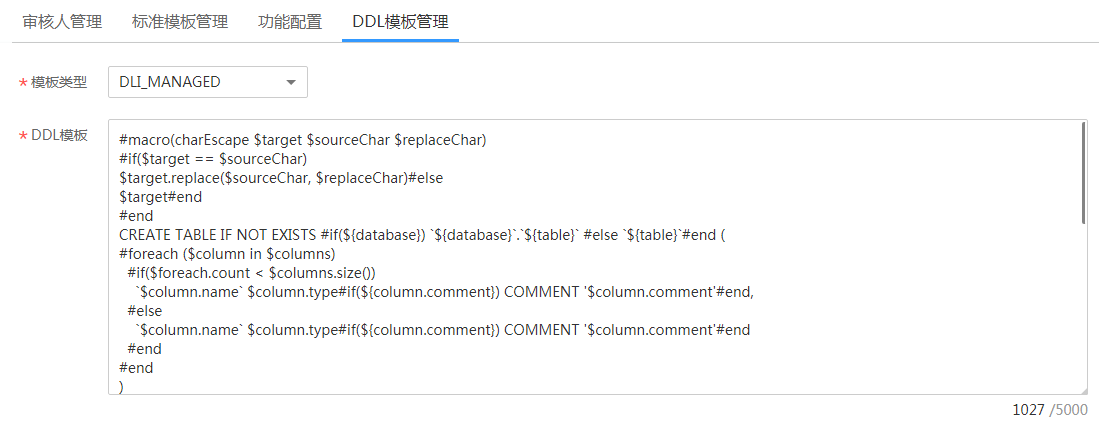 审核人管理 标准模板管理 功能配置 DDL模板管理
* 模板类型 DLI_MANAGED
* DDL模板
#macro(charEscape $target $sourceChar $replaceChar)
#if($target == $sourceChar)
$target.replace($sourceChar, $replaceChar)#else
$target#end
#end
CREATE TABLE IF NOT EXISTS #if(${database}) `${database}`.`${table}` #else `${table}`#end (
#foreach ($column in $columns)
  #if($foreach.count < $columns.size())
    `$column.name` $column.type#if(${column.comment}) COMMENT '$column.comment'#end,
  #else
    `$column.name` $column.type#if(${column.comment}) COMMENT '$column.comment'#end
  #end
#end
)
1027 /5000